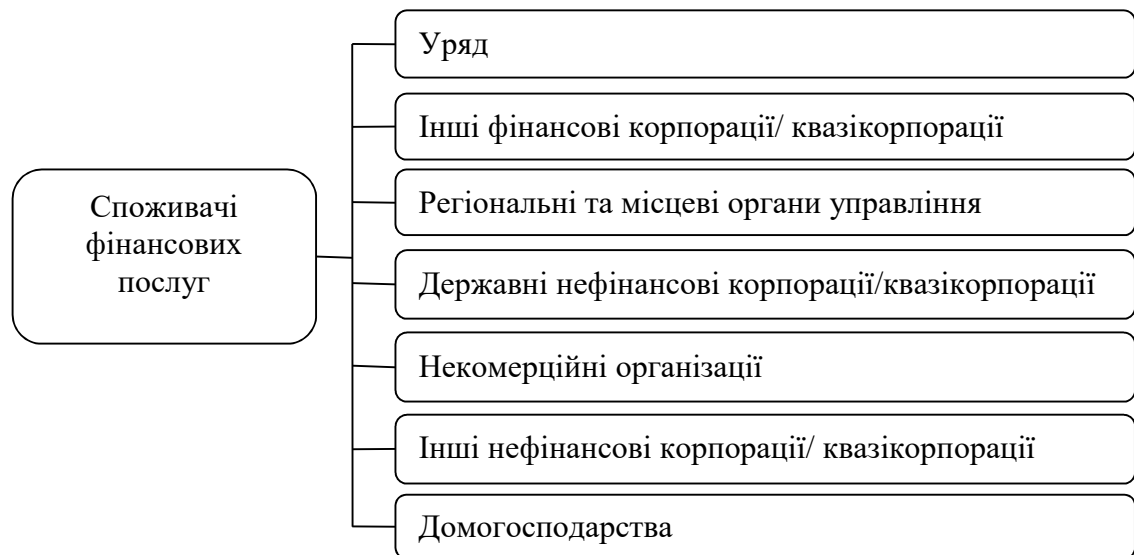 Споживачі
фінансових
послуг
Уряд
Інші фінансові корпорації/ квазікорпорації
Регіональні та місцеві органи управління
Державні нефінансові корпорації/квазікорпорації
Некомерційні організації
Інші нефінансові корпорації/ квазікорпорації
Домогосподарства